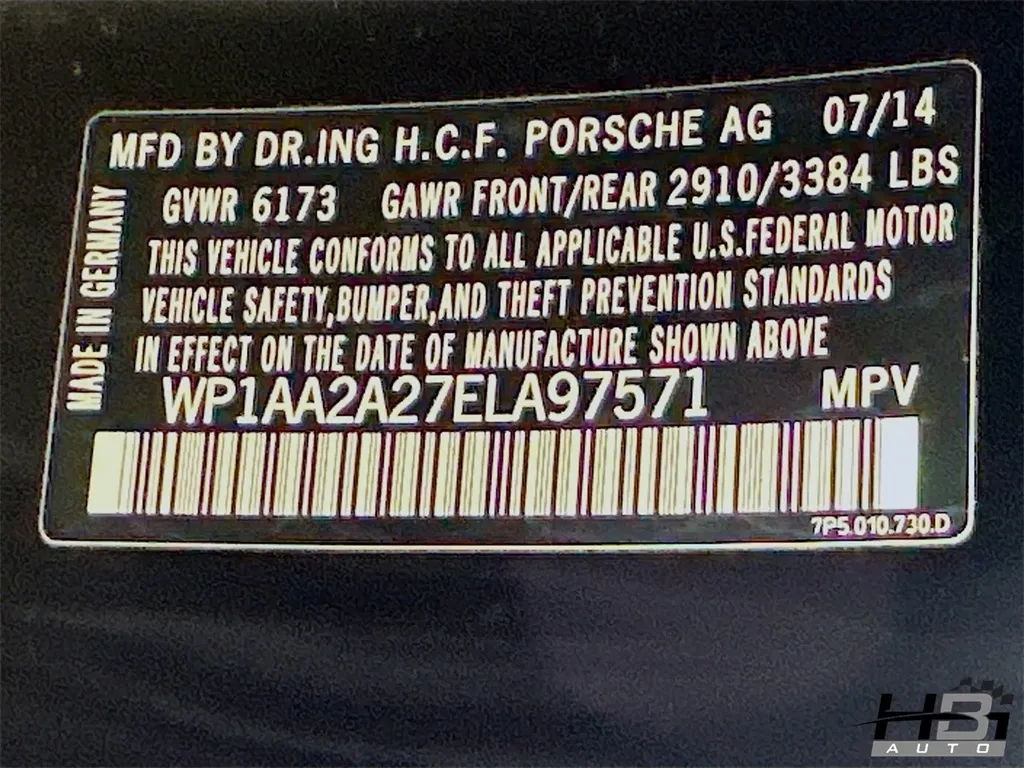 MFD BY DR.ING H.C.F. PORSCHE AG 07/14
GVWR 6173 GAWR FRONT/REAR 2910/3384 LBS
THIS VEHICLE CONFORMS TO ALL APPLICABLE U.S.FEDERAL MOTOR
VEHICLE SAFETY,BUMPER,AND THEFT PREVENTION STANDARDS
IN EFFECT ON THE DATE OF MANUFACTURE SHOWN ABOVE
MADE IN GERMANY
WP1AA2A27ELA97571 MPV
7P5.010.730.D
HBI
AUTO